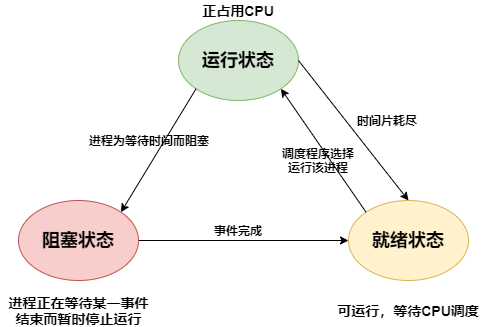 正占用CPU
运行状态
时间片耗尽
进程为等待时间而阻塞
调度程序选择
运行该进程
阻塞状态
事件完成
就绪状态
进程正在等待某一事件
结束而暂时停止运行
可运行，等待CPU调度